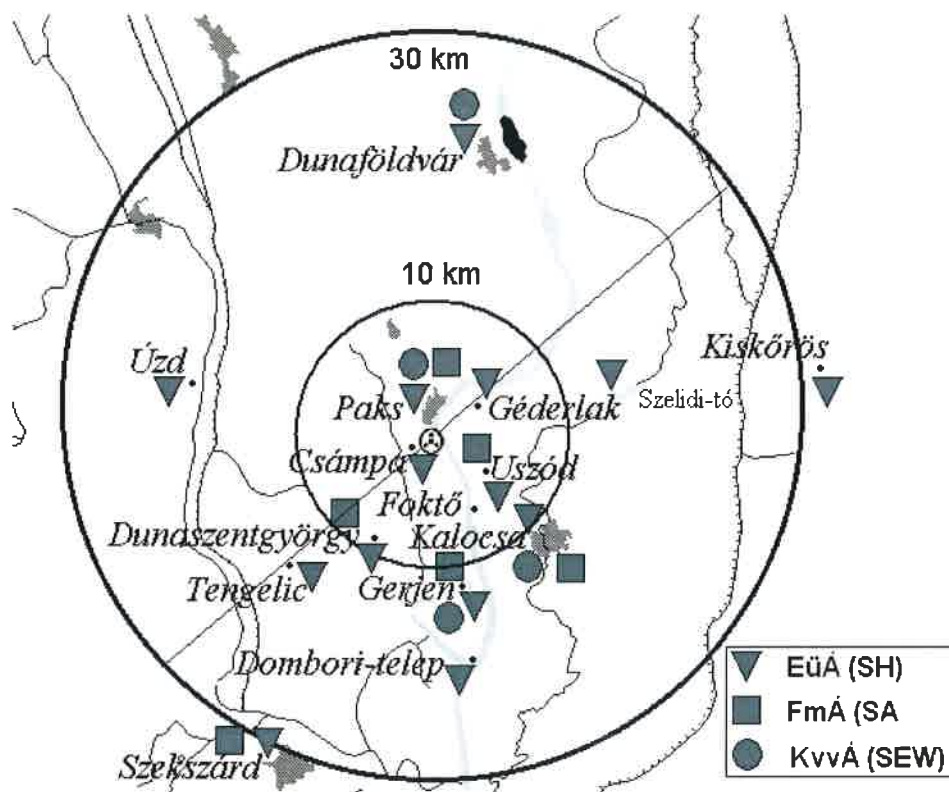 30 km
Dunaföldvár
10 km
Úzd
Kiskőrös
Paks
Géderlak
Szelidi-tó
Csámpa
Uszód
Foktő
Dunaszentgyörgy
Kalocsa
Tengelic
Gerjen
Dombori-telep
Szekszárd
EüÁ (SH)
FmÁ (SA
KvvÁ (SEW)